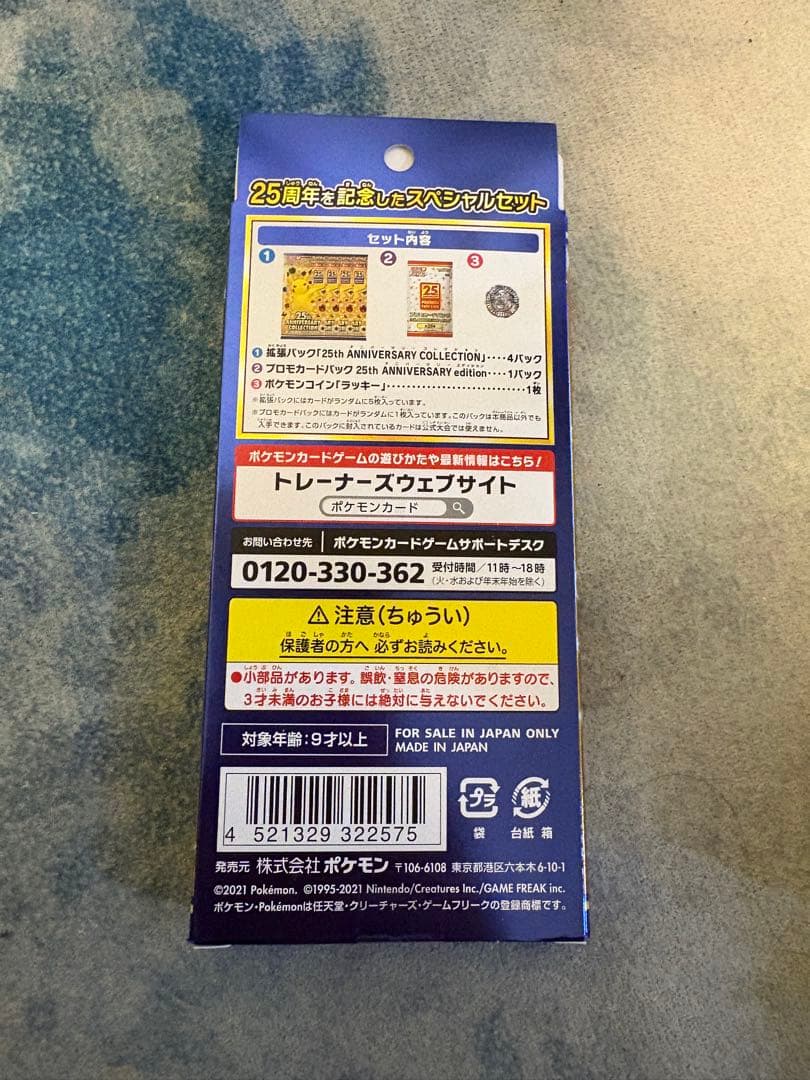 25周年を記念したスペシャルセット
セット内容
1 2 3
25th
ANNIVERSARY
COLLECTION
25
1 拡張パック「25th ANNIVERSARY COLLECTION」････4パック
2 プロモカードパック 25th ANNIVERSARY edition････1パック
3 ポケモンコイン「ラッキー」････････････････････1枚
※拡張パックにはカードがランダムに5枚入っています。
※プロモカードパックにはカードがランダムに1枚入っています。このパックは本商品以外でも
入手できます。このパックに封入されているカードは公式大会では使えません。
ポケモンカードゲームの遊びかたや最新情報はこちら!
トレーナーズウェブサイト
ポケモンカード
お問い合わせ先 | ポケモンカードゲームサポートデスク
0120-330-362 受付時間/11時～18時
(火・水および年末年始を除く)
⚠注意(ちゅうい)
保護者の方へ 必ずお読みください。
●小部品があります。誤飲・窒息の危険がありますので、
3才未満のお子様には絶対に与えないでください。
対象年齢:9才以上
FOR SALE IN JAPAN ONLY
MADE IN JAPAN
4 521329 322575
プラ 紙
袋 台紙 箱
発売元 株式会社ポケモン 〒106-6108 東京都港区六本木6-10-1
©2021 Pokémon. ©1995-2021 Nintendo/Creatures Inc./GAME FREAK inc.
ポケモン・Pokémonは任天堂・クリーチャーズ・ゲームフリークの登録商標です。